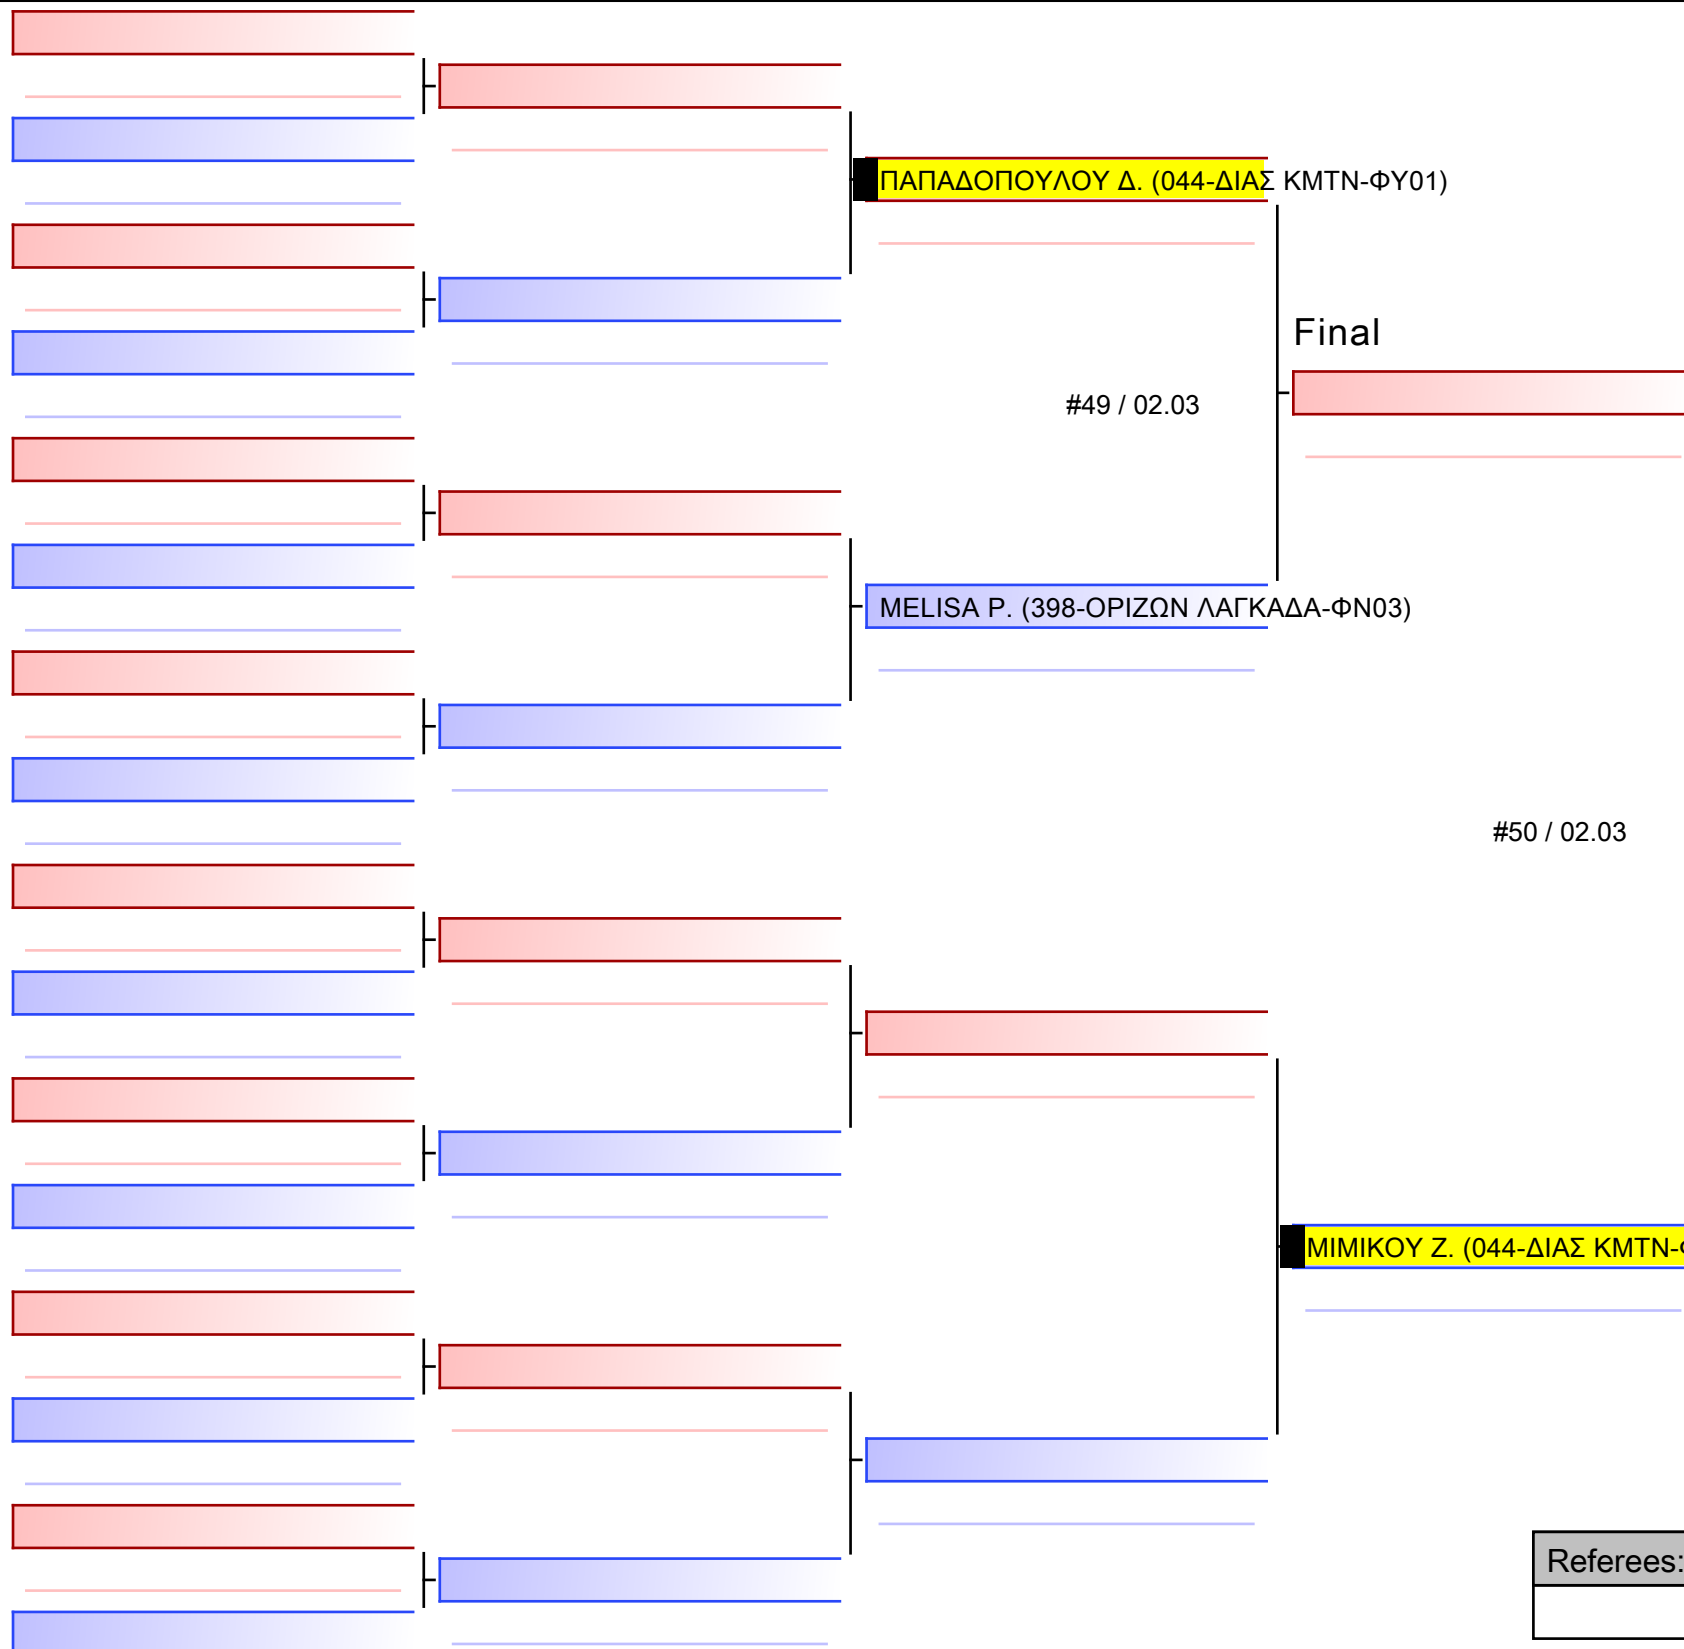 ΠΑΠΑΔΟΠΟΥΛΟΥ Δ. (044-ΔΙΑΣ ΚΜΤΝ-ΦΥ01)
Final
#49 / 02.03
MELISA P. (398-ΟΡΙΖΩΝ ΛΑΓΚΑΔΑ-ΦΝ03)
#50 / 02.03
ΜΙΜΙΚΟΥ Ζ. (044-ΔΙΑΣ ΚΜΤΝ-
Referees: